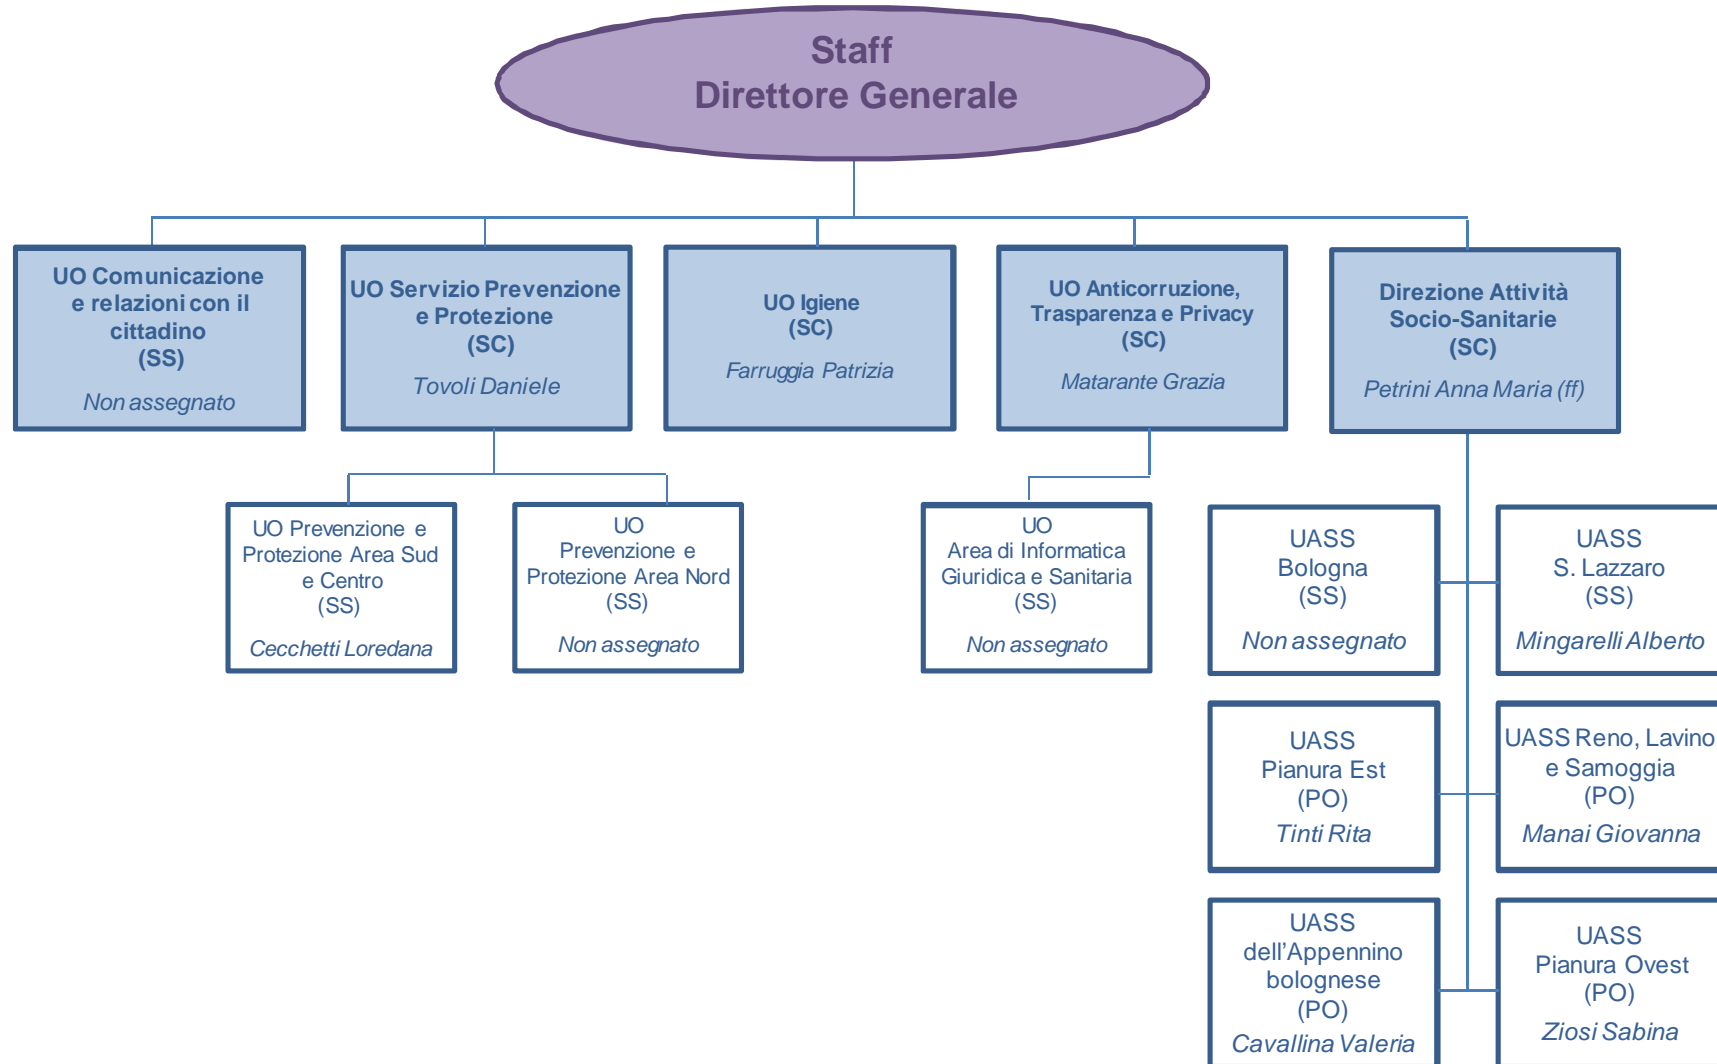 Staff
Direttore Generale
UO Comunicazione
e relazioni con il
cittadino
(SS)
Non assegnato
UO Servizio Prevenzione
e Protezione
(SC)
Tovoli Daniele
UO Igiene
(SC)
Farruggia Patrizia
UO Anticorruzione,
Trasparenza e Privacy
(SC)
Matarante Grazia
Direzione Attività
Socio-Sanitarie
(SC)
Petrini Anna Maria (ff)
UO Prevenzione e
Protezione Area Sud
e Centro
(SS)
Cecchetti Loredana
UO
Prevenzione e
Protezione Area Nord
(SS)
Non assegnato
UO
Area di Informatica
Giuridica e Sanitaria
(SS)
Non assegnato
UASS
Bologna
(SS)
Non assegnato
UASS
S. Lazzaro
(SS)
Mingarelli Alberto
UASS
Pianura Est
(PO)
Tinti Rita
UASS Reno, Lavino
e Samoggia
(PO)
Manai Giovanna
UASS
dell’Appennino
bolognese
(PO)
Cavallina Valeria
UASS
Pianura Ovest
(PO)
Ziosi Sabina